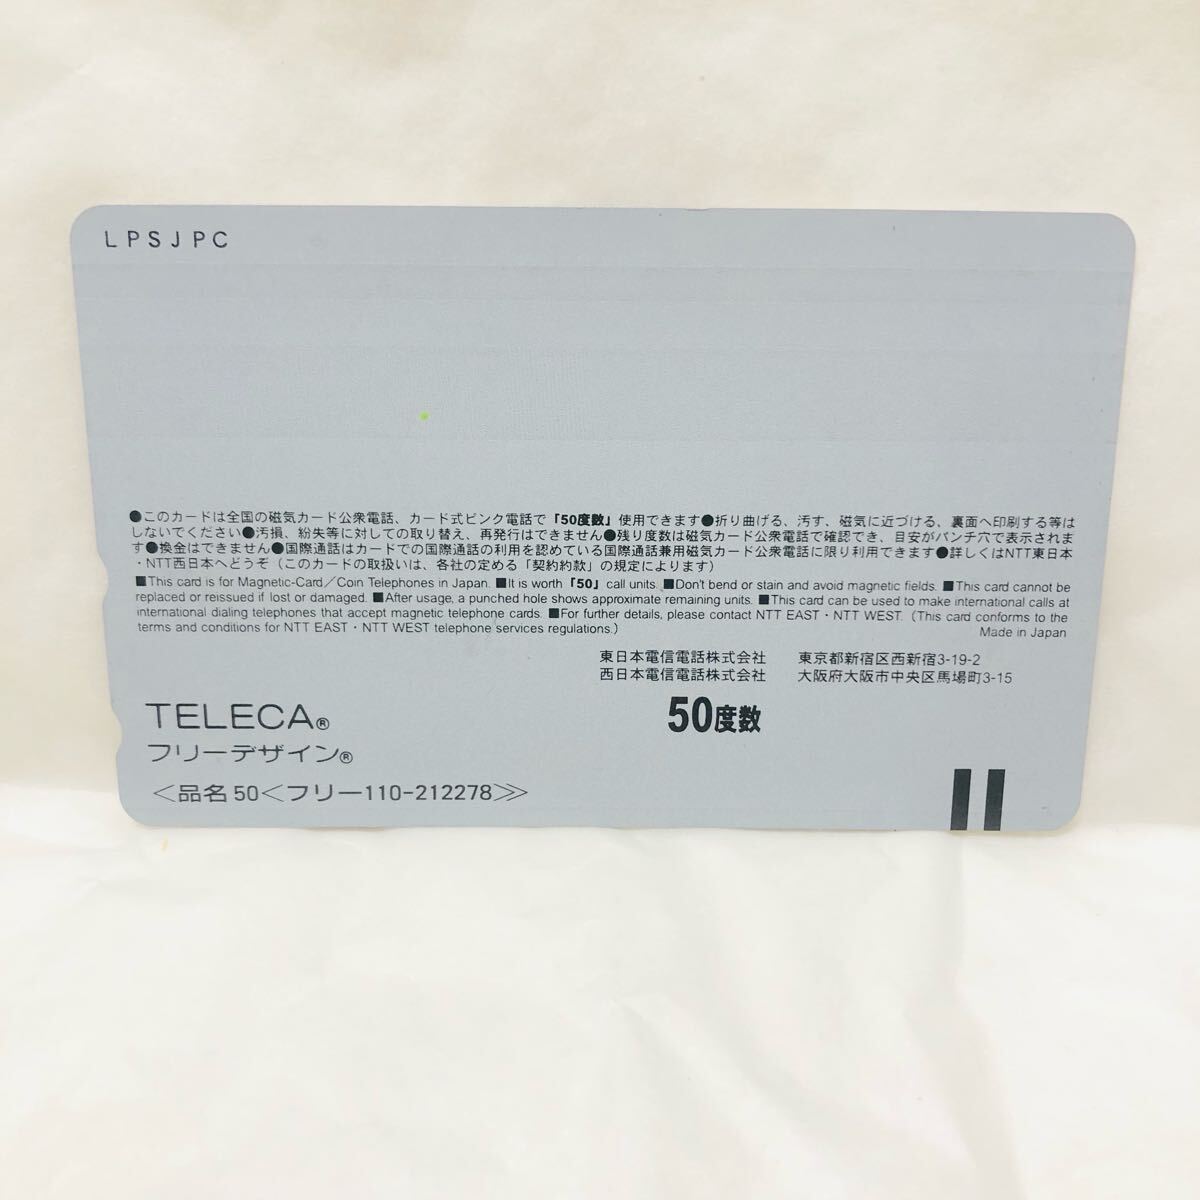 LPSJPC
●このカードは全国の磁気カード公衆電話、カード式ピンク電話で「50度数」使用できます●折り曲げる、汚す、磁気に近づける、裏面へ印刷する等は
しないでください●汚損、紛失等に対しての取り替え、再発行はできません●残り度数は磁気カード公衆電話で確認でき、目安がパンチ穴で表示されま
す●換金はできません●国際通話はカードでの国際通話の利用を認めている国際通話兼用磁気カード公衆電話に限り利用できます●詳しくはNTT東日本
・NTT西日本へどうぞ（このカードの取扱いは、各社の定める「契約約款」の規定によります）
■This card is for Magnetic-Card／Coin Telephones in Japan. ■It is worth「50」call units. ■Don't bend or stain and avoid magnetic fields. ■This card cannot be
replaced or reissued if lost or damaged. ■After usage, a punched hole shows approximate remaining units. ■This card can be used to make international calls at
international dialing telephones that accept magnetic telephone cards. ■For further details, please contact NTT EAST・NTT WEST. (This card conforms to the
terms and conditions for NTT EAST・NTT WEST telephone services regulations.)
Made in Japan
東日本電信電話株式会社 東京都新宿区西新宿3-19-2
西日本電信電話株式会社 大阪府大阪市中央区馬場町3-15
50度数
TELECA®
フリーデザイン®
＜品名50＜フリー110-212278≫